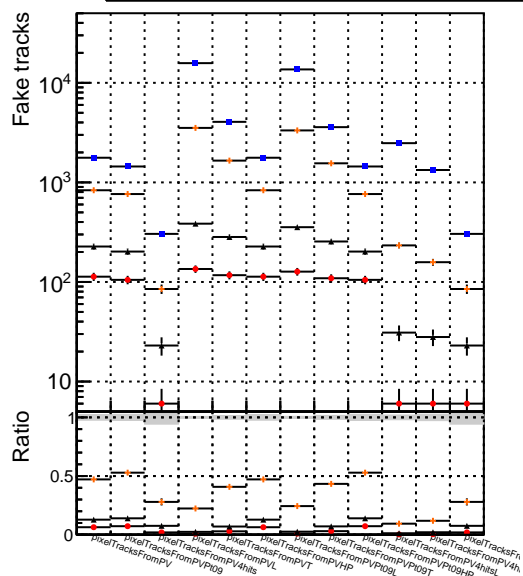 Fake tracks
10⁴
10³
10²
10
Ratio
1
0.5
0
pixelTracksFromPV
pixelTracksFromPVPt09
pixelTracksFromPV4hits
pixelTracksFromPVL
pixelTracksFromPVT
pixelTracksFromPVHP
pixelTracksFromPVPt09L
pixelTracksFromPVPt09T
pixelTracksFromPVPt09HP
pixelTracksFromPV4hitsL